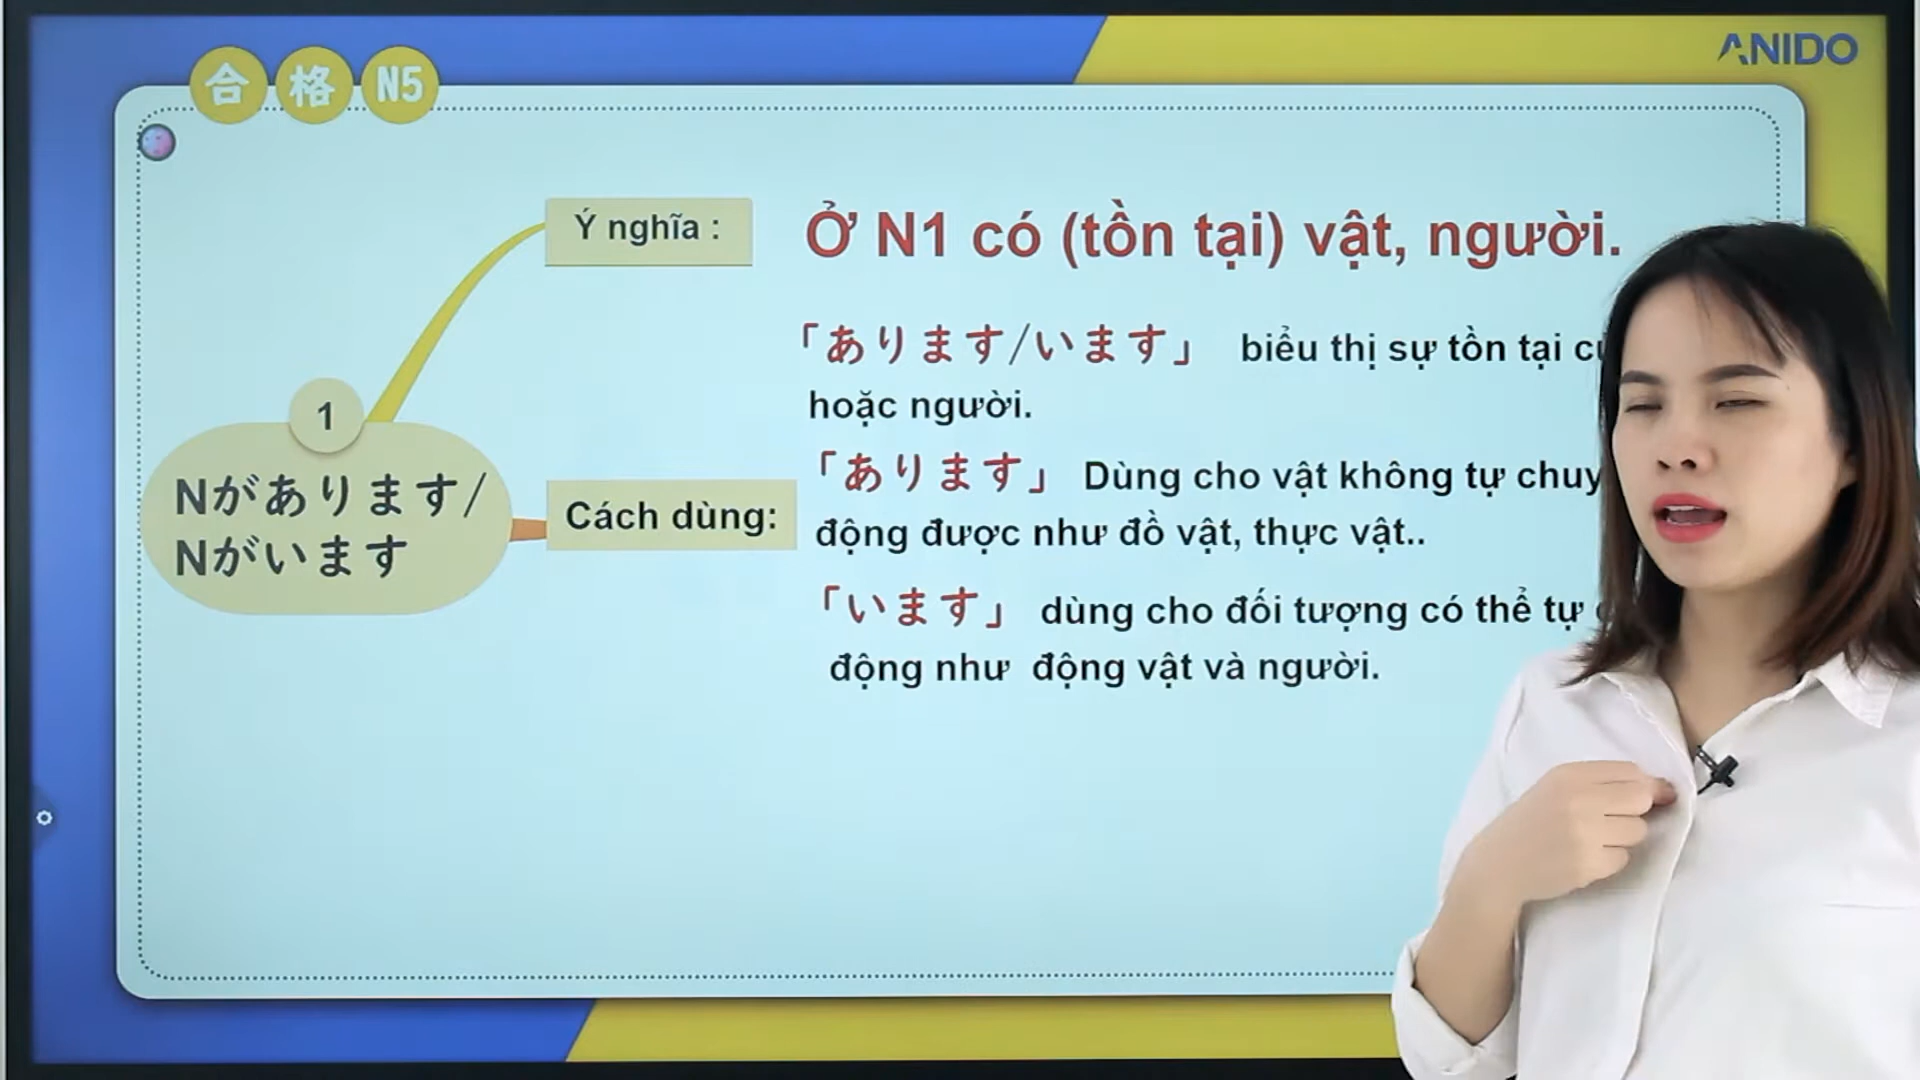 合格 N5
ANIDO
Ý nghĩa :
Ở N1 có (tồn tại) vật, người.
「あります/います」 biểu thị sự tồn tại
hoặc người.
1
Nがあります/
Nがいます
Cách dùng:
「あります」 Dùng cho vật không tự
động được như đồ vật, thực vật..
「います」 dùng cho đối tượng có thể tự
động như động vật và người.